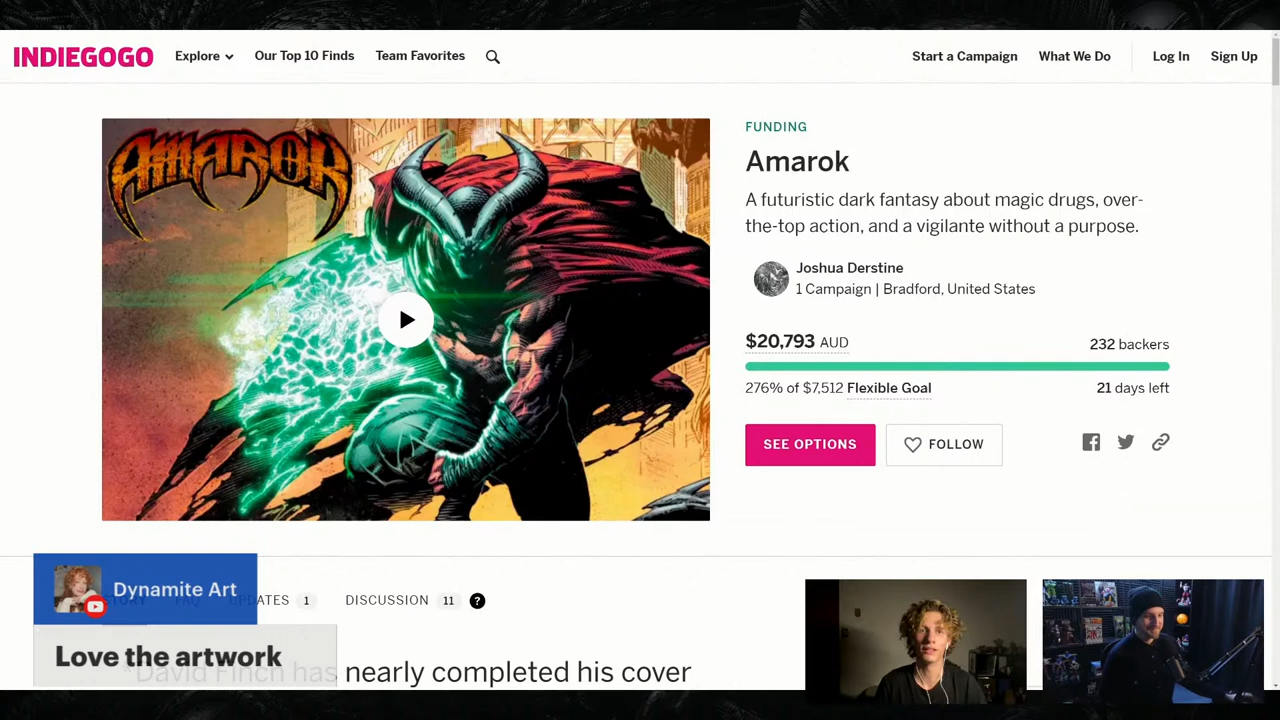 INDIEGOGO Explore Our Top 10 Finds Team Favorites Start a Campaign What We Do Log In Sign Up
AMAROK
FUNDING
Amarok
A futuristic dark fantasy about magic drugs, over-
the-top action, and a vigilante without a purpose.
Joshua Derstine
1 Campaign | Bradford, United States
$20,793 AUD 232 backers
276% of $7,512 Flexible Goal 21 days left
SEE OPTIONS FOLLOW
Dynamite Art
STORY FAQ UPDATES 1 DISCUSSION 11 ?
Love the artwork
*David Finch has nearly completed his cover